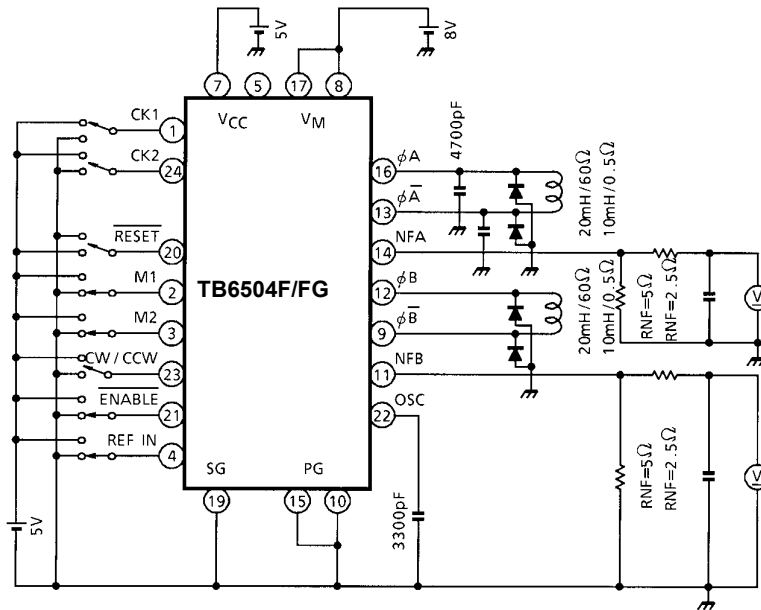 5V
8V
7
5
17
8
VCC
VM
CK1
1
CK2
24
RESET
20
M1
2
M2
3
CW / CCW
23
ENABLE
21
REF IN
4
TB6504F/FG
SG
PG
19
15
10
5V
16
φA
13
φA
14
NFA
12
φB
9
φB
11
NFB
22
OSC
4700pF
3300pF
20mH/60Ω
10mH/0.5Ω
20mH/60Ω
10mH/0.5Ω
RNF=5Ω
RNF=2.5Ω
V
RNF=5Ω
RNF=2.5Ω
V